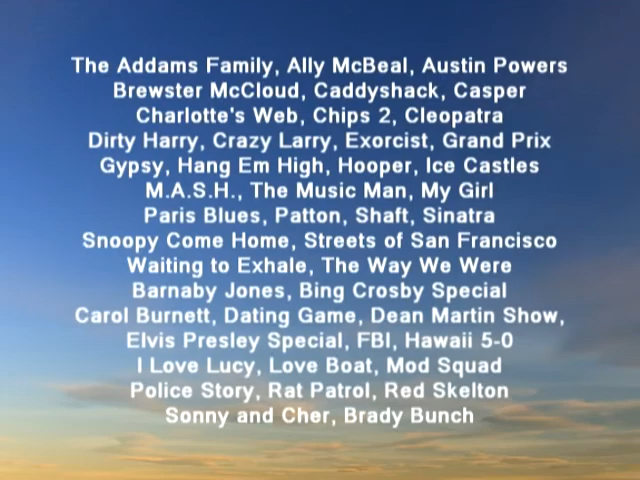 The Addams Family, Ally McBeal, Austin Powers
Brewster McCloud, Caddyshack, Casper
Charlotte's Web, Chips 2, Cleopatra
Dirty Harry, Crazy Larry, Exorcist, Grand Prix
Gypsy, Hang Em High, Hooper, Ice Castles
M.A.S.H., The Music Man, My Girl
Paris Blues, Patton, Shaft, Sinatra
Snoopy Come Home, Streets of San Francisco
Waiting to Exhale, The Way We Were
Barnaby Jones, Bing Crosby Special
Carol Burnett, Dating Game, Dean Martin Show,
Elvis Presley Special, FBI, Hawaii 5-0
I Love Lucy, Love Boat, Mod Squad
Police Story, Rat Patrol, Red Skelton
Sonny and Cher, Brady Bunch